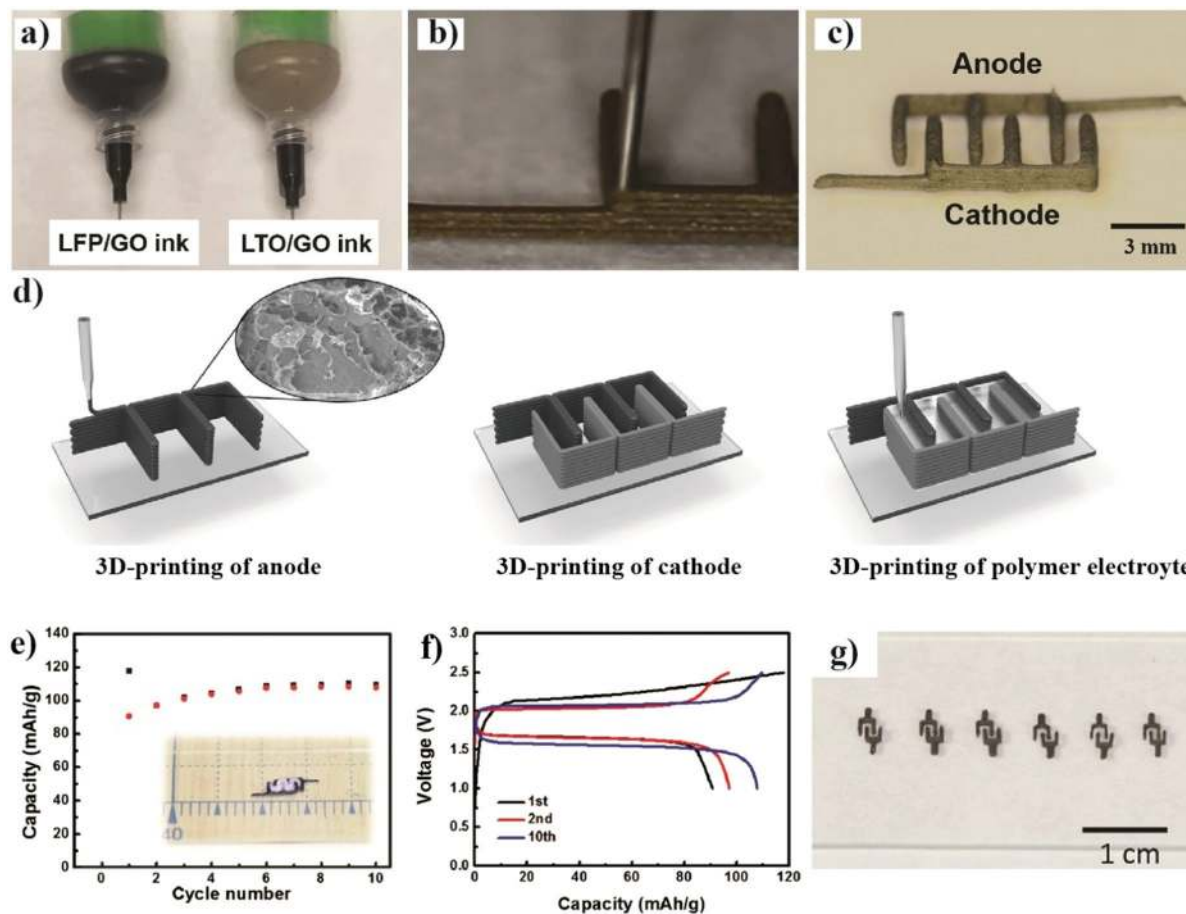 a)
LFP/GO ink
LTO/GO ink
b)
c)
Anode
Cathode
3 mm
d)
3D-printing of anode
3D-printing of cathode
3D-printing of polymer electroyte
e)
140
120
100
80
60
40
20
0
0 2 4 6 8 10
Capacity (mAh/g)
Cycle number
40
f)
3.0
2.5
2.0
1.5
1.0
0.5
0.0
0 20 40 60 80 100 120
Voltage (V)
Capacity (mAh/g)
1st
2nd
10th
g)
1 cm